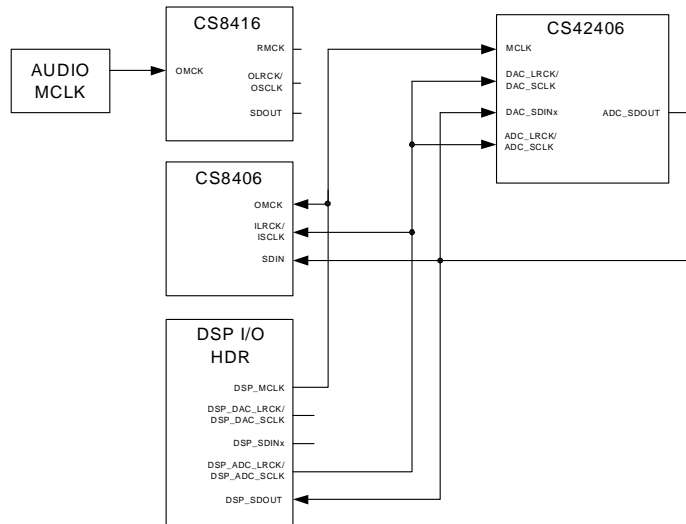 AUDIO
MCLK
CS8416
RMCK
OMCK
OLRCK/
OSCLK
SDOUT
CS42406
MCLK
DAC_LRCK/
DAC_SCLK
DAC_SDINx
ADC_SDOUT
ADC_LRCK/
ADC_SCLK
CS8406
OMCK
ILRCK/
ISCLK
SDIN
DSP I/O
HDR
DSP_MCLK
DSP_DAC_LRCK/
DSP_DAC_SCLK
DSP_SDINx
DSP_ADC_LRCK/
DSP_ADC_SCLK
DSP_SDOUT